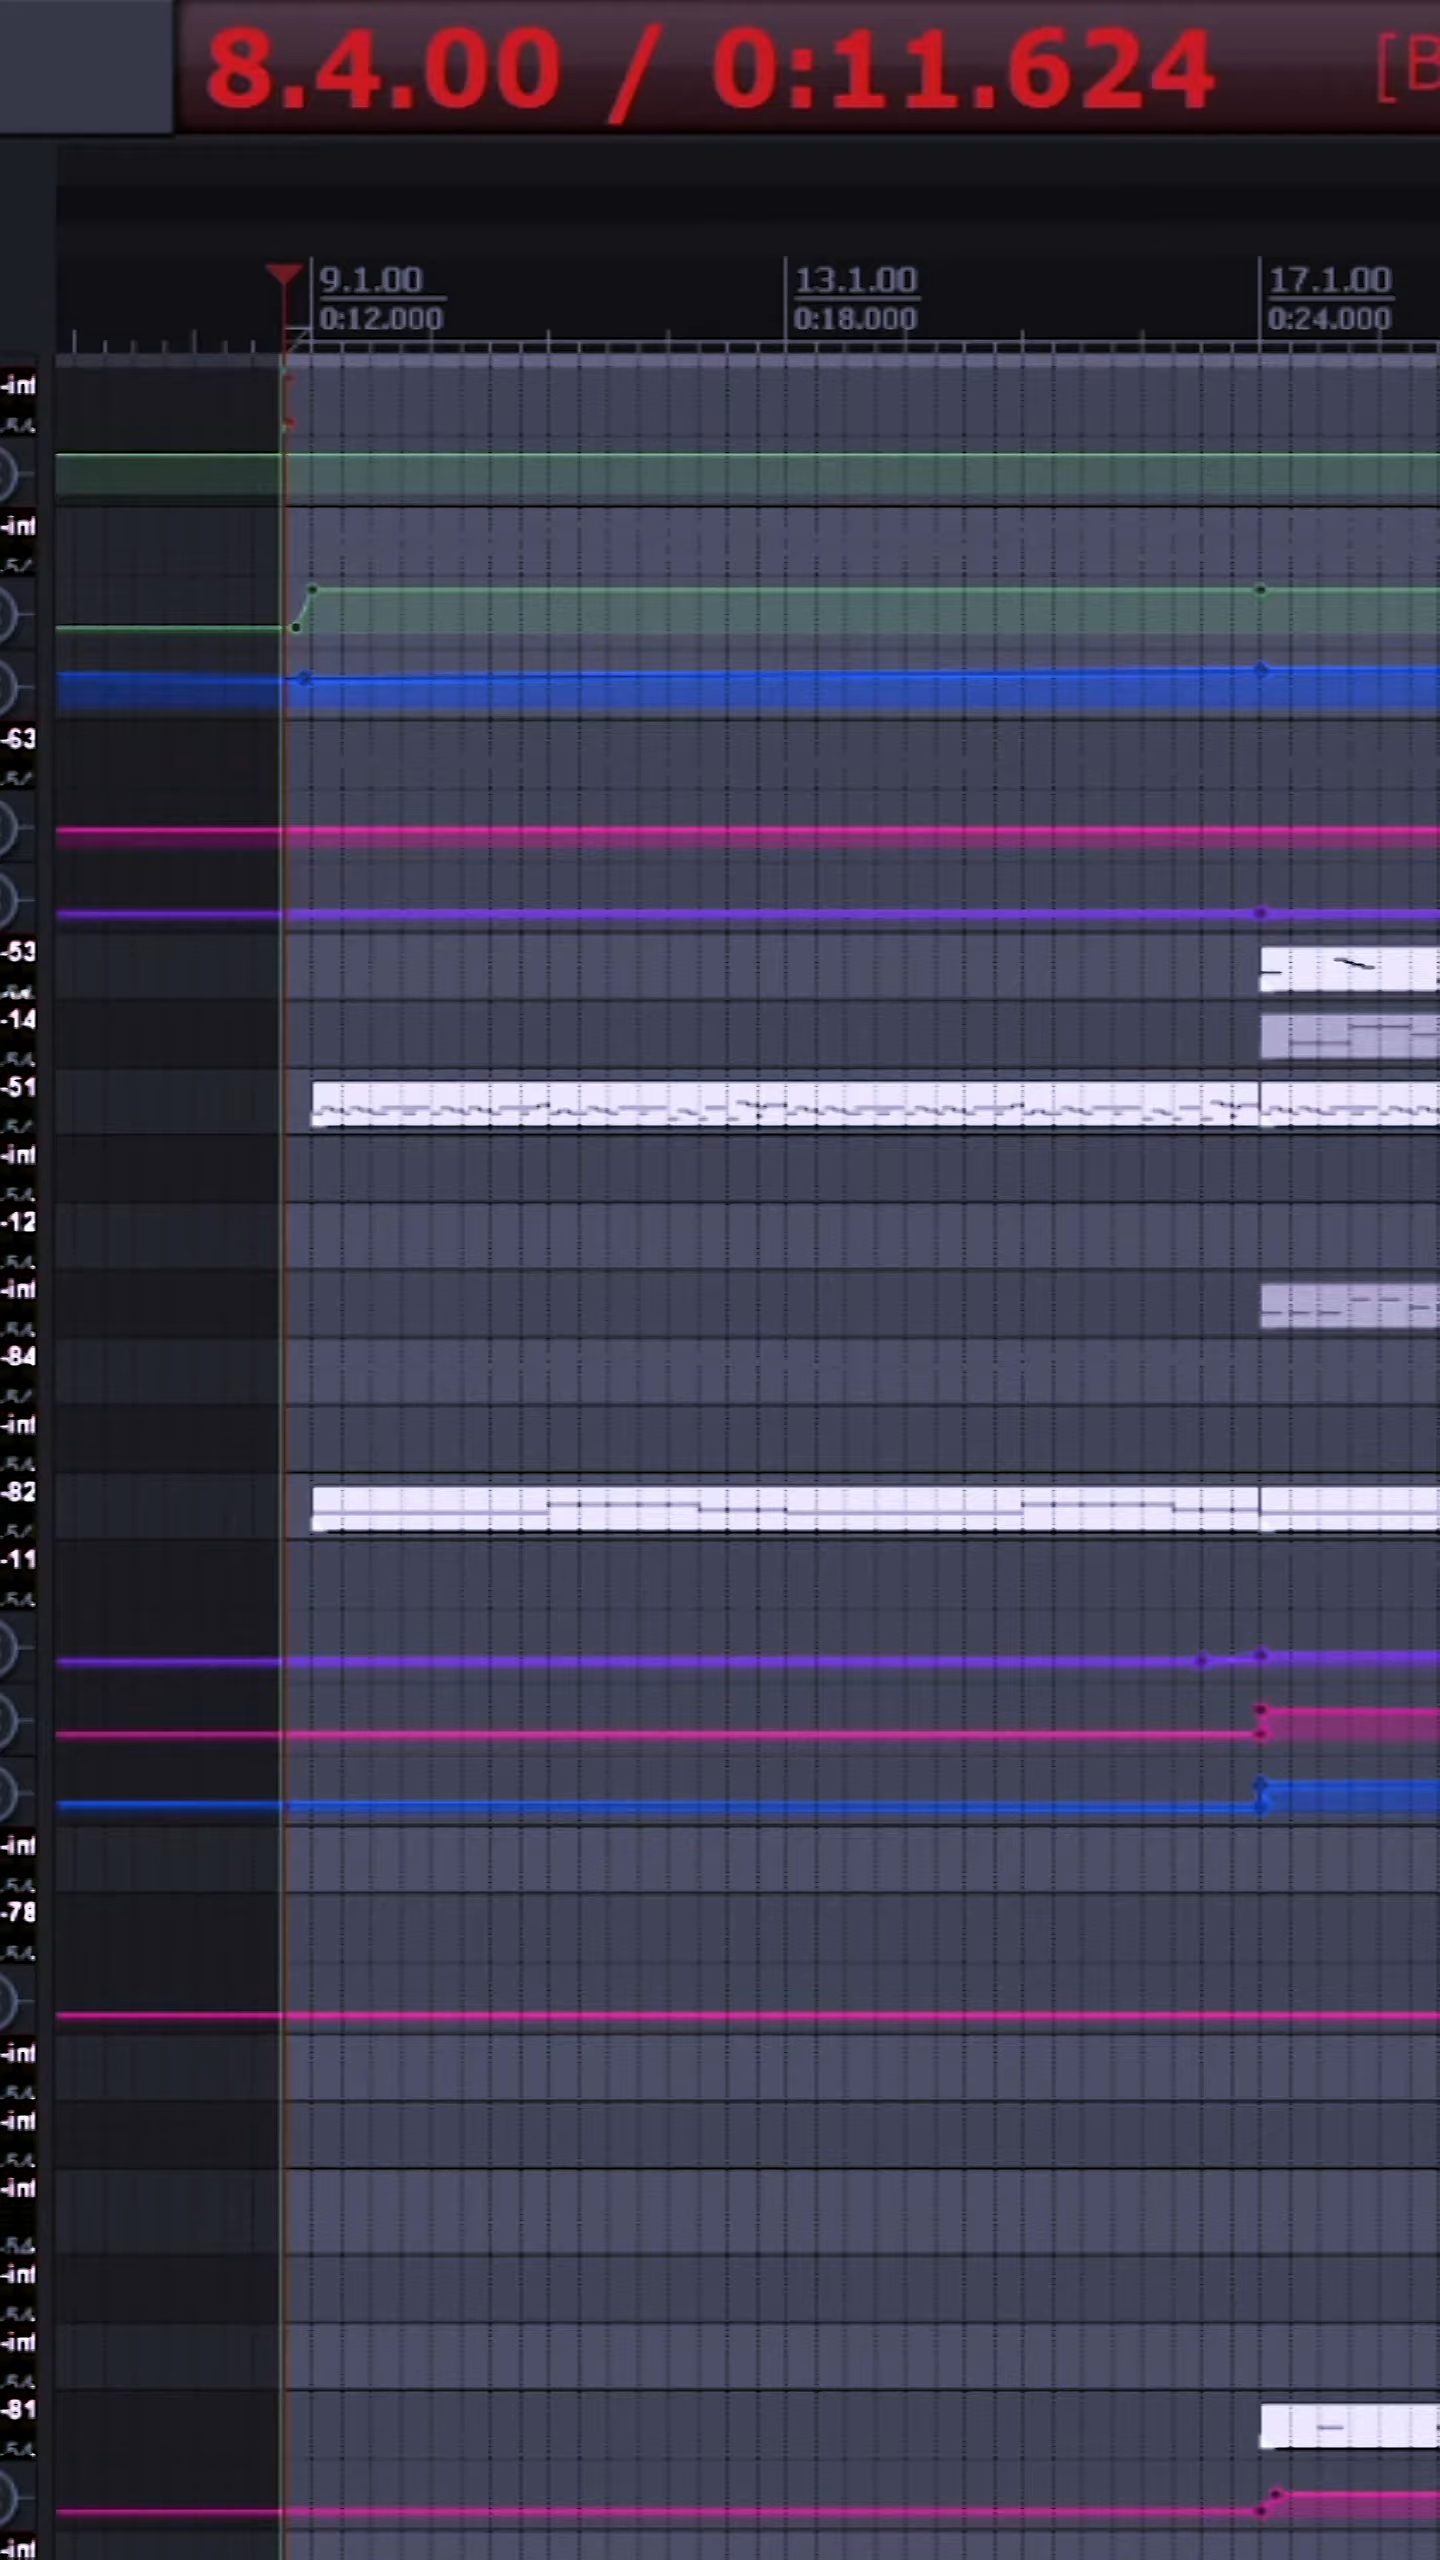 8.4.00 / 0:11.624 [B
9.1.00 13.1.00 17.1.00
0:12.000 0:18.000 0:24.000
-inf
-inf
-63
-53
-14
-51
-inf
-12
-inf
-84
-inf
-82
-11
-inf
-78
-inf
-inf
-inf
-inf
-inf
-81
-inf